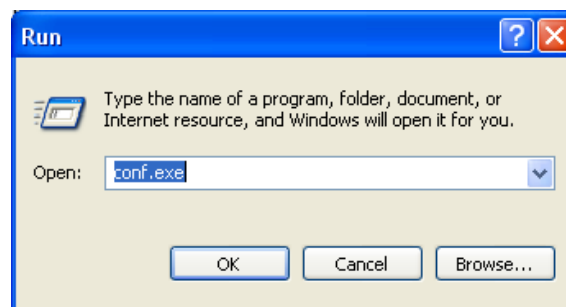 Run
Type the name of a program, folder, document, or
Internet resource, and Windows will open it for you.
Open:
conf.exe
OK
Cancel
Browse...